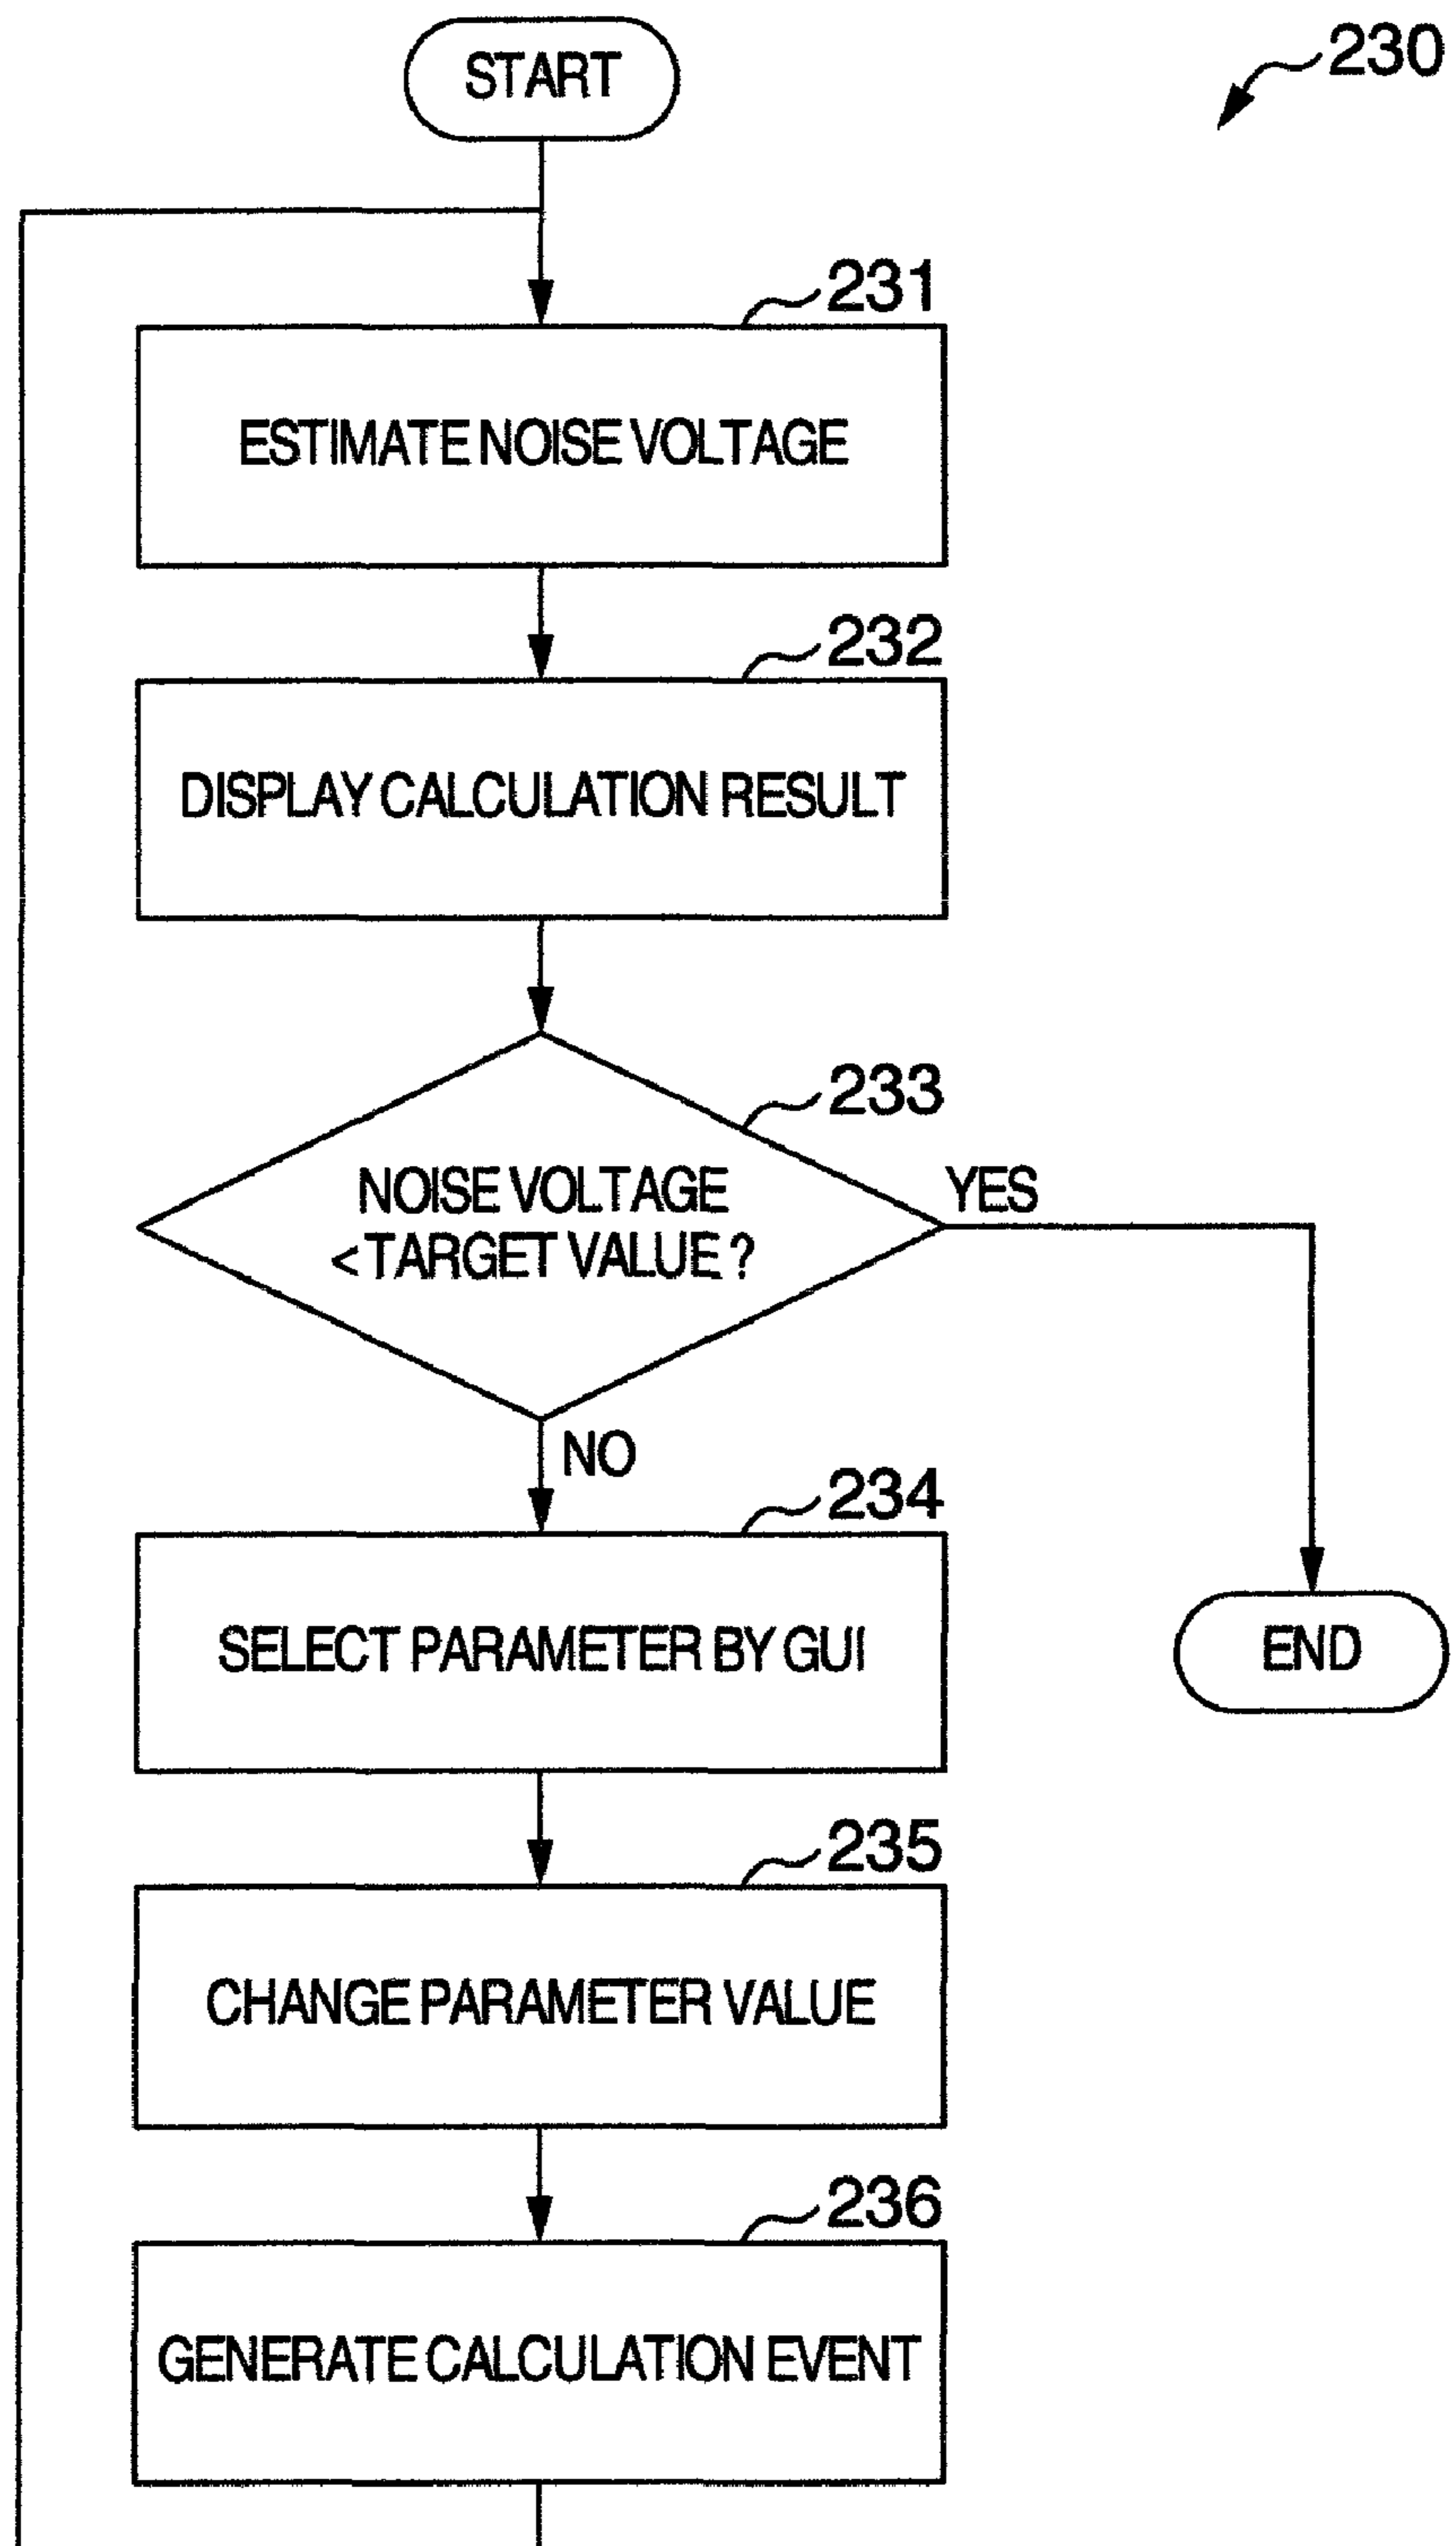 START
230
231
ESTIMATE NOISE VOLTAGE
232
DISPLAY CALCULATION RESULT
233
NOISE VOLTAGE
< TARGET VALUE ?
YES
NO
234
SELECT PARAMETER BY GUI
END
235
CHANGE PARAMETER VALUE
236
GENERATE CALCULATION EVENT